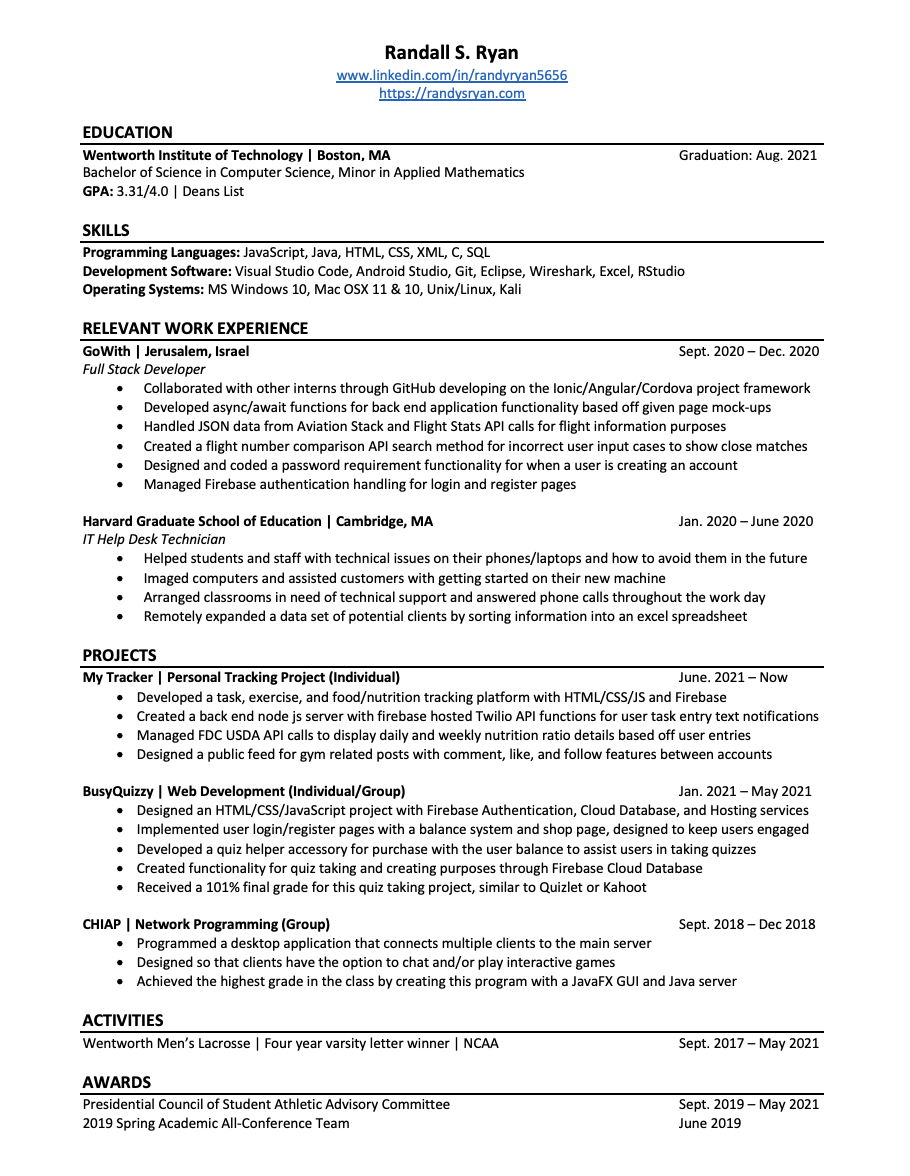 Randall S. Ryan
www.linkedin.com/in/randyryan5656
https://randysryan.com
EDUCATION
Wentworth Institute of Technology | Boston, MA Graduation: Aug. 2021
Bachelor of Science in Computer Science, Minor in Applied Mathematics
GPA: 3.31/4.0 | Deans List
SKILLS
Programming Languages: JavaScript, Java, HTML, CSS, XML, C, SQL
Development Software: Visual Studio Code, Android Studio, Git, Eclipse, Wireshark, Excel, RStudio
Operating Systems: MS Windows 10, Mac OSX 11 & 10, Unix/Linux, Kali
RELEVANT WORK EXPERIENCE
GoWith | Jerusalem, Israel Sept. 2020 – Dec. 2020
Full Stack Developer
• Collaborated with other interns through GitHub developing on the Ionic/Angular/Cordova project framework
• Developed async/await functions for back end application functionality based off given page mock-ups
• Handled JSON data from Aviation Stack and Flight Stats API calls for flight information purposes
• Created a flight number comparison API search method for incorrect user input cases to show close matches
• Designed and coded a password requirement functionality for when a user is creating an account
• Managed Firebase authentication handling for login and register pages
Harvard Graduate School of Education | Cambridge, MA Jan. 2020 – June 2020
IT Help Desk Technician
• Helped students and staff with technical issues on their phones/laptops and how to avoid them in the future
• Imaged computers and assisted customers with getting started on their new machine
• Arranged classrooms in need of technical support and answered phone calls throughout the work day
• Remotely expanded a data set of potential clients by sorting information into an excel spreadsheet
PROJECTS
My Tracker | Personal Tracking Project (Individual) June. 2021 – Now
• Developed a task, exercise, and food/nutrition tracking platform with HTML/CSS/JS and Firebase
• Created a back end node js server with firebase hosted Twilio API functions for user task entry text notifications
• Managed FDC USDA API calls to display daily and weekly nutrition ratio details based off user entries
• Designed a public feed for gym related posts with comment, like, and follow features between accounts
BusyQuizzy | Web Development (Individual/Group) Jan. 2021 – May 2021
• Designed an HTML/CSS/JavaScript project with Firebase Authentication, Cloud Database, and Hosting services
• Implemented user login/register pages with a balance system and shop page, designed to keep users engaged
• Developed a quiz helper accessory for purchase with the user balance to assist users in taking quizzes
• Created functionality for quiz taking and creating purposes through Firebase Cloud Database
• Received a 101% final grade for this quiz taking project, similar to Quizlet or Kahoot
CHIAP | Network Programming (Group) Sept. 2018 – Dec 2018
• Programmed a desktop application that connects multiple clients to the main server
• Designed so that clients have the option to chat and/or play interactive games
• Achieved the highest grade in the class by creating this program with a JavaFX GUI and Java server
ACTIVITIES
Wentworth Men’s Lacrosse | Four year varsity letter winner | NCAA Sept. 2017 – May 2021
AWARDS
Presidential Council of Student Athletic Advisory Committee Sept. 2019 – May 2021
2019 Spring Academic All-Conference Team June 2019